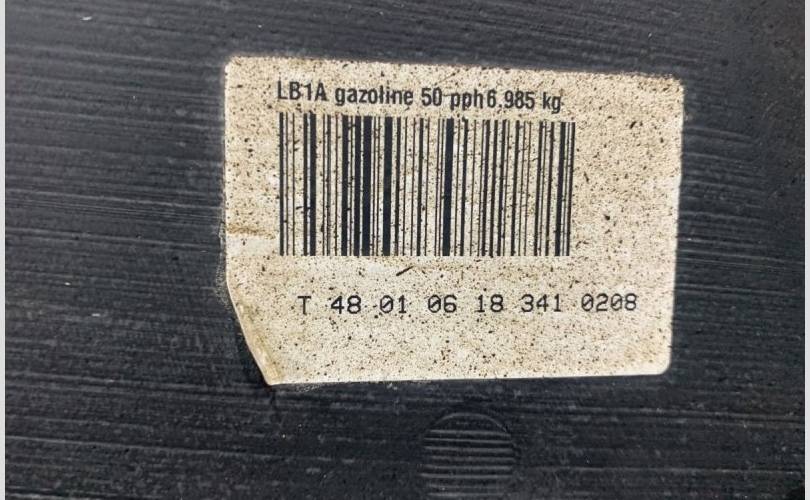 LB1A gazoline 50 pph 6.985 kg
T 48 01 06 18 341 0208